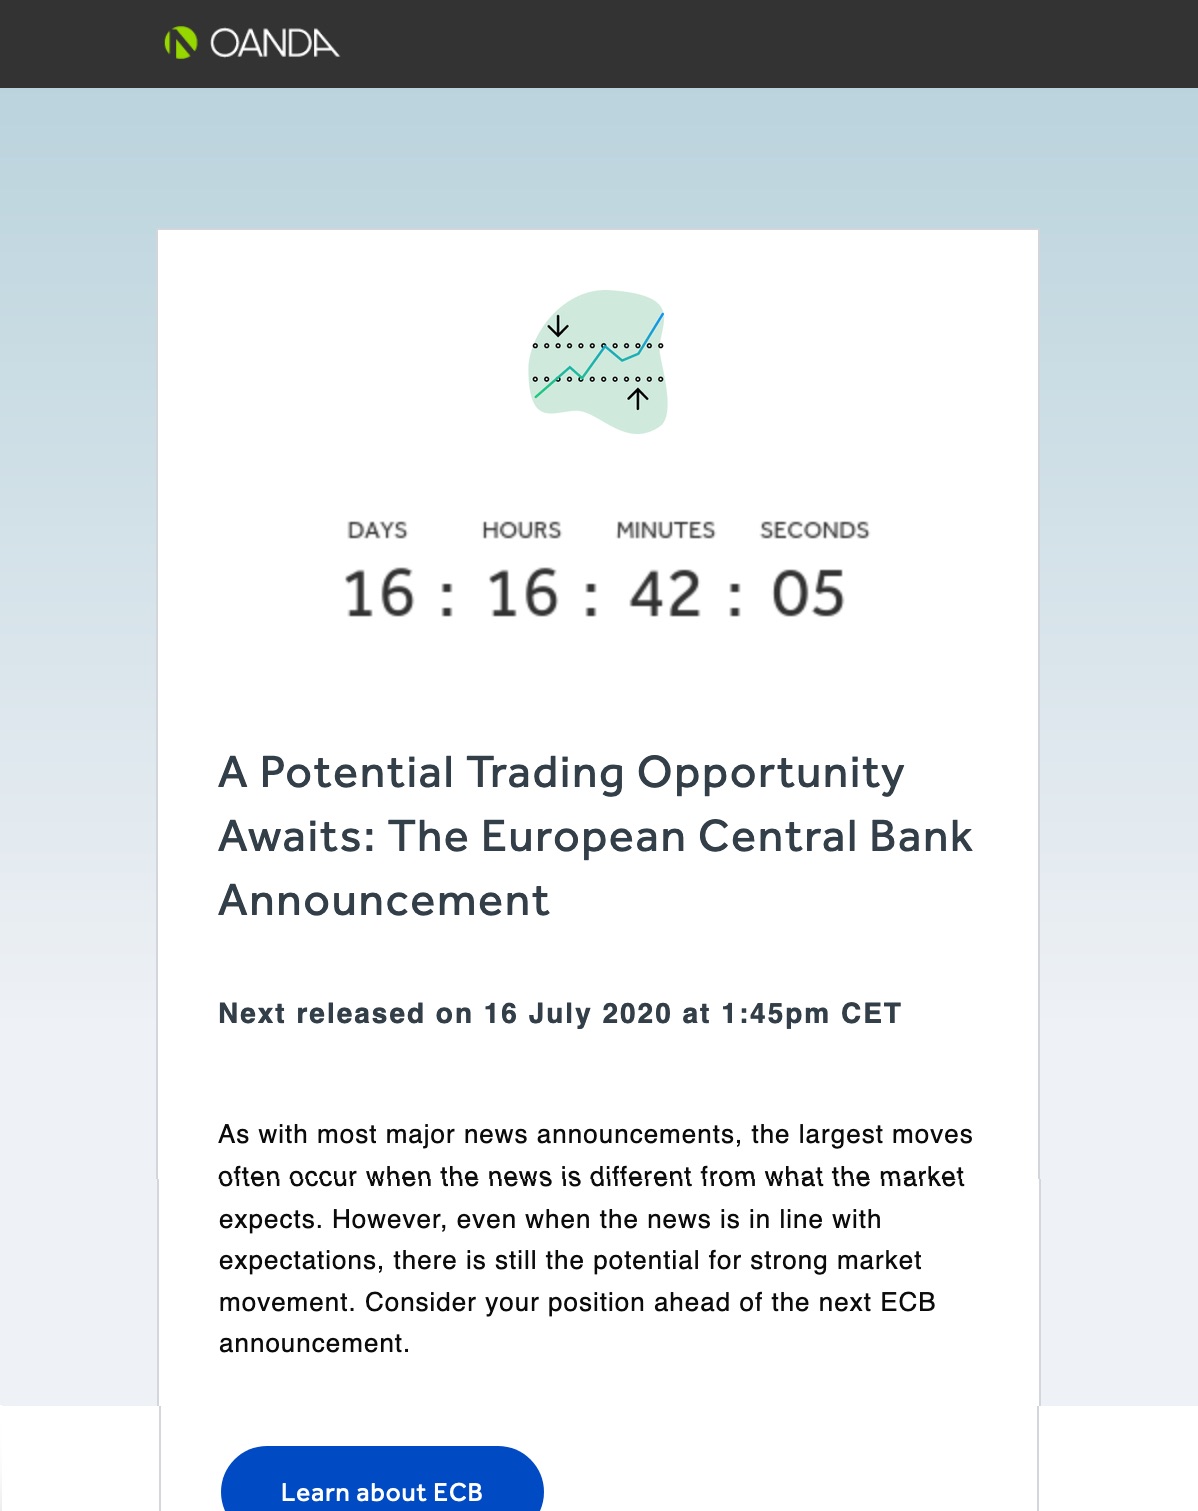 OANDA
DAYS HOURS MINUTES SECONDS
16 : 16 : 42 : 05
A Potential Trading Opportunity
Awaits: The European Central Bank
Announcement
Next released on 16 July 2020 at 1:45pm CET
As with most major news announcements, the largest moves
often occur when the news is different from what the market
expects. However, even when the news is in line with
expectations, there is still the potential for strong market
movement. Consider your position ahead of the next ECB
announcement.
Learn about ECB